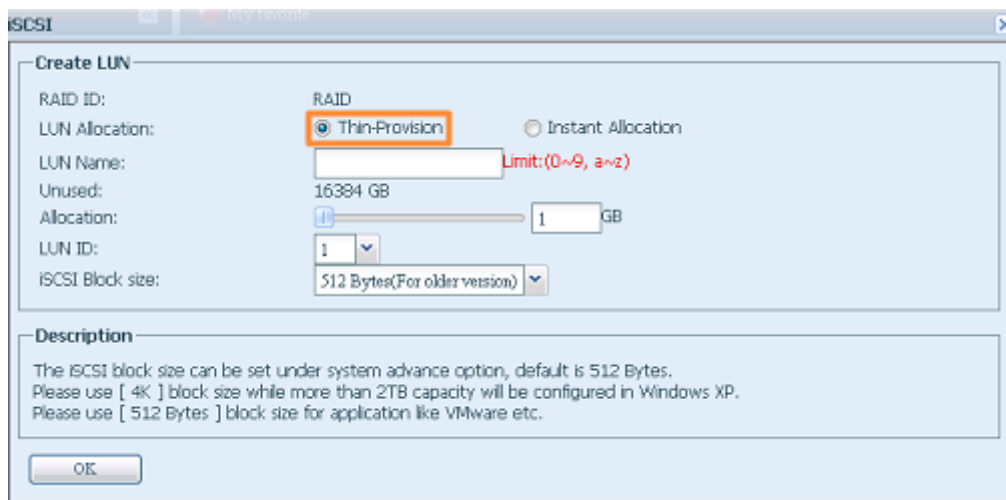 My favorite
iSCSI
Create LUN
RAID ID: RAID
LUN Allocation: Thin-Provision Instant Allocation
LUN Name: Limit:(0~9, a~z)
Unused: 16384 GB
Allocation: 1 GB
LUN ID: 1
iSCSI Block size: 512 Bytes(For older version)
Description
The iSCSI block size can be set under system advance option, default is 512 Bytes.
Please use [ 4K ] block size while more than 2TB capacity will be configured in Windows XP.
Please use [ 512 Bytes ] block size for application like VMware etc.
OK